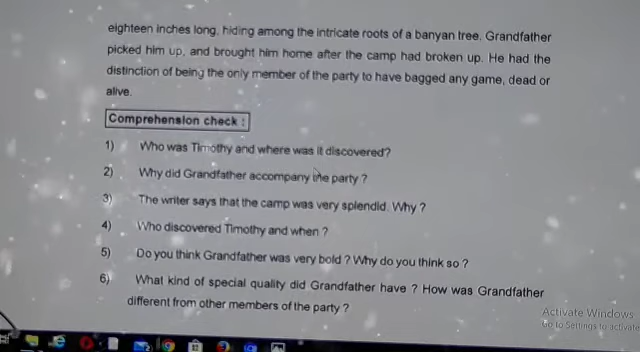 eighteen inches long, hiding among the intricate roots of a banyan tree. Grandfather
picked him up, and brought him home after the camp had broken up. He had the
distinction of being the only member of the party to have bagged any game, dead or
alive.
Comprehension check :
1) Who was Timothy and where was it discovered?
2) Why did Grandfather accompany the party ?
3) The writer says that the camp was very splendid. Why ?
4) Who discovered Timothy and when ?
5) Do you think Grandfather was very bold ? Why do you think so ?
6) What kind of special quality did Grandfather have ? How was Grandfather
different from other members of the party ?
Activate Windows
Go to Settings to activate